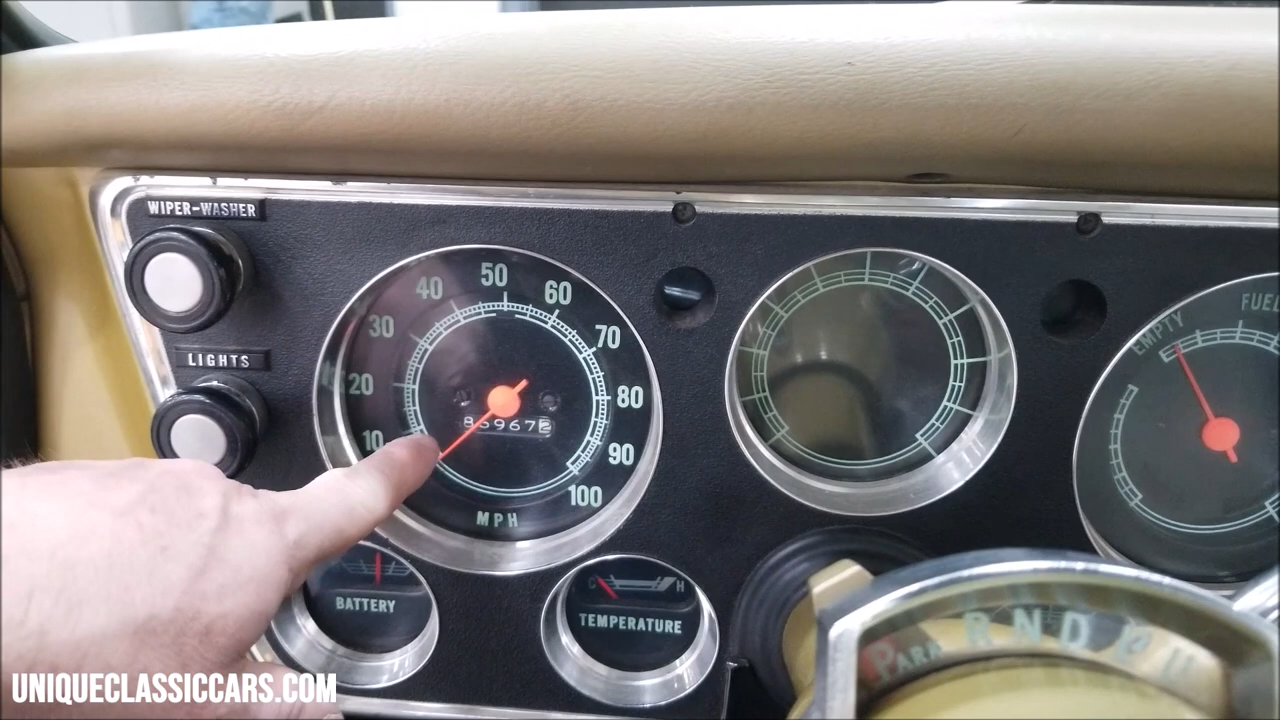 WIPER-WASHER
LIGHTS
10
20
30
40
50
60
70
80
90
100
MPH
BATTERY
C H
TEMPERATURE
EMPTY
FUEL
PARK R N D
UNIQUECLASSICCARS.COM